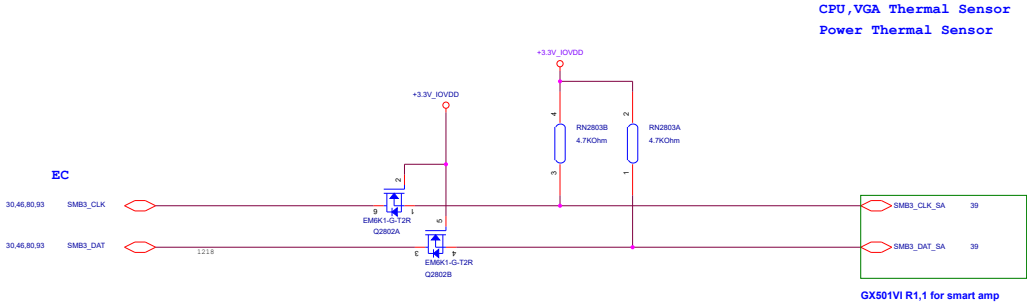 CPU,VGA Thermal Sensor
Power Thermal Sensor
+3.3V_IOVDD
+3.3V_IOVDD
4
2
RN2803B
4.7KOhm
RN2803A
4.7KOhm
3
1
EC
2
30,46,80,93 SMB3_CLK
6
1
SMB3_CLK_SA 39
EM6K1-G-T2R
Q2802A
5
30,46,80,93 SMB3_DAT
1218
3
4
SMB3_DAT_SA 39
EM6K1-G-T2R
Q2802B
GX501VI R1,1 for smart amp